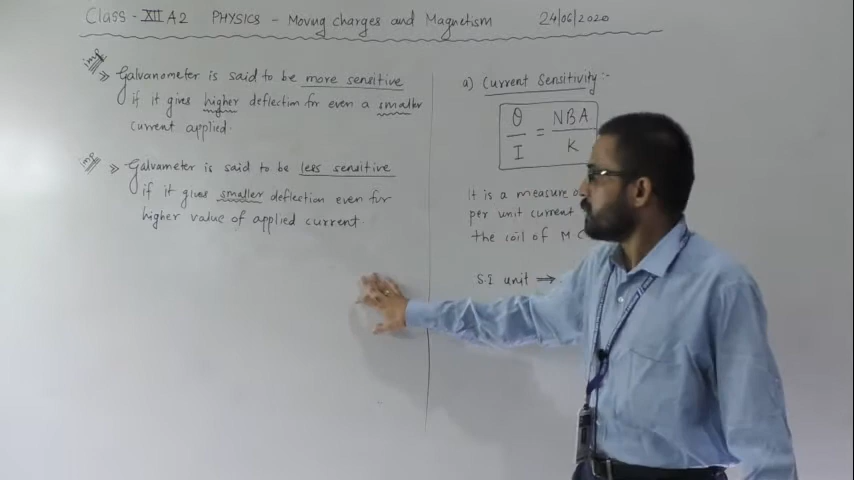 Class - XII A2 PHYSICS - Moving charges and Magnetism 24/06/2020
imp
Galvanometer is said to be more sensitive
if it gives higher deflection for even a smaller
current applied.
imp
Galvameter is said to be less sensitive
if it gives smaller deflection even for
higher value of applied current.
a) Current Sensitivity :-
θ/I = NBA/K
It is a measure
per unit current
the coil of M C
S.I unit ⇒